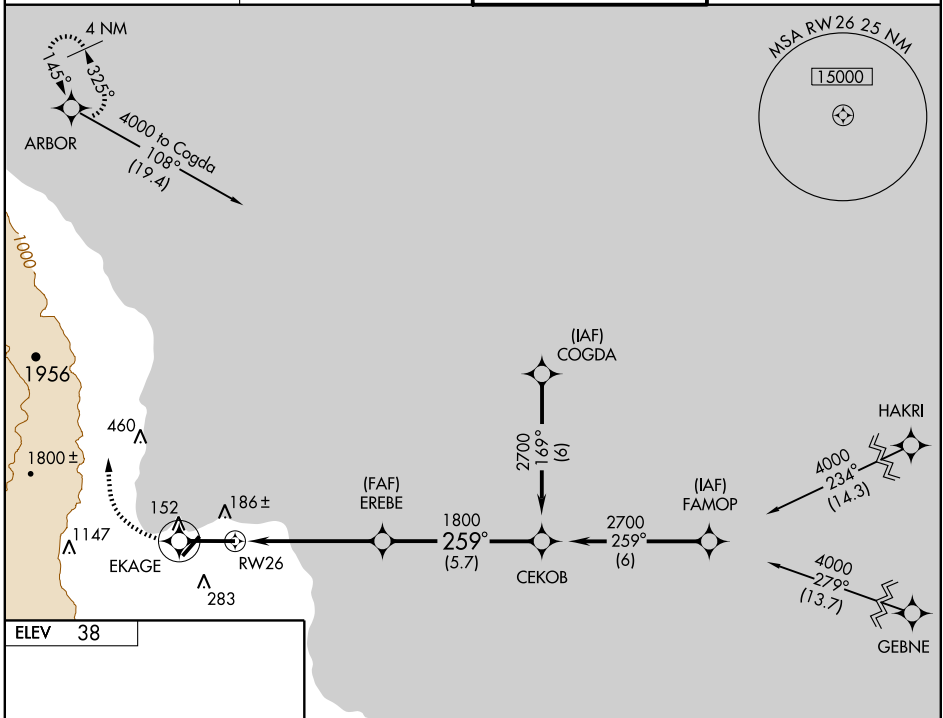 4 NM
145°
325°
ARBOR
4000 to Cogda
108°
(19.4)
MSA RW26 25 NM
15000
1000
1956
1800 ±
460
1147
152
186 ±
EKAGE
RW26
283
(FAF)
EREBE
1800
259°
(5.7)
CEKOB
(IAF)
COGDA
2700
169°
(6)
2700
259°
(6)
(IAF)
FAMOP
HAKRI
4000
234°
(14.3)
4000
279°
(13.7)
GEBNE
ELEV 38